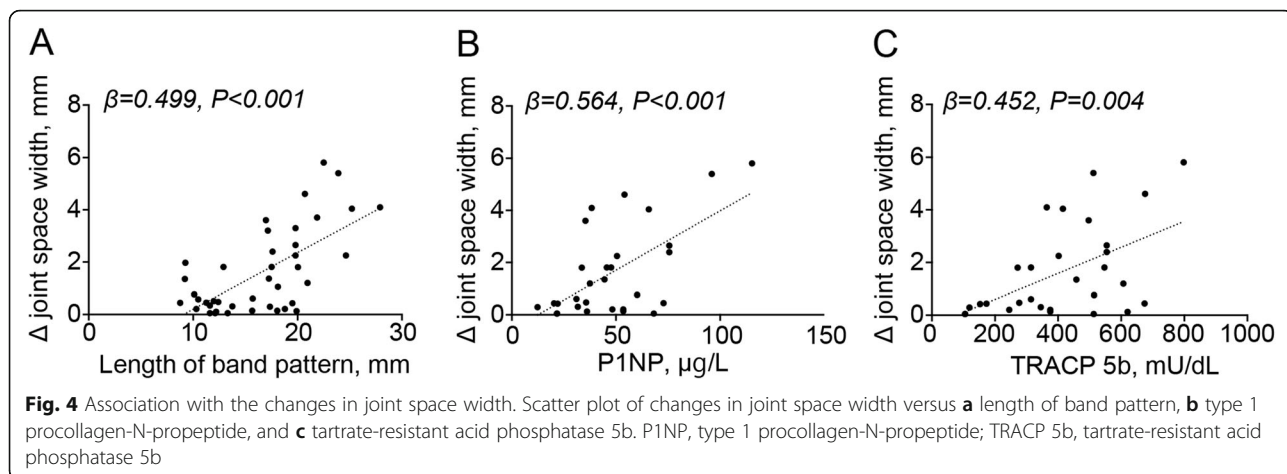 A
Δ joint space width, mm
β=0.499, P<0.001
8
6
4
2
0
0
10
20
30
Length of band pattern, mm
B
Δ joint space width, mm
β=0.564, P<0.001
8
6
4
2
0
0
50
100
150
P1NP, µg/L
C
Δ joint space width, mm
β=0.452, P=0.004
8
6
4
2
0
0
200
400
600
800
1000
TRACP 5b, mU/dL
Fig. 4 Association with the changes in joint space width. Scatter plot of changes in joint space width versus a length of band pattern, b type 1
procollagen-N-propeptide, and c tartrate-resistant acid phosphatase 5b. P1NP, type 1 procollagen-N-propeptide; TRACP 5b, tartrate-resistant acid
phosphatase 5b